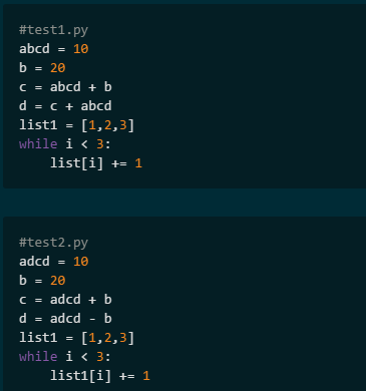 #test1.py
abcd = 10
b = 20
c = abcd + b
d = c + abcd
list1 = [1,2,3]
while i < 3:
    list[i] += 1
#test2.py
adcd = 10
b = 20
c = adcd + b
d = adcd - b
list1 = [1,2,3]
while i < 3:
    list1[i] += 1